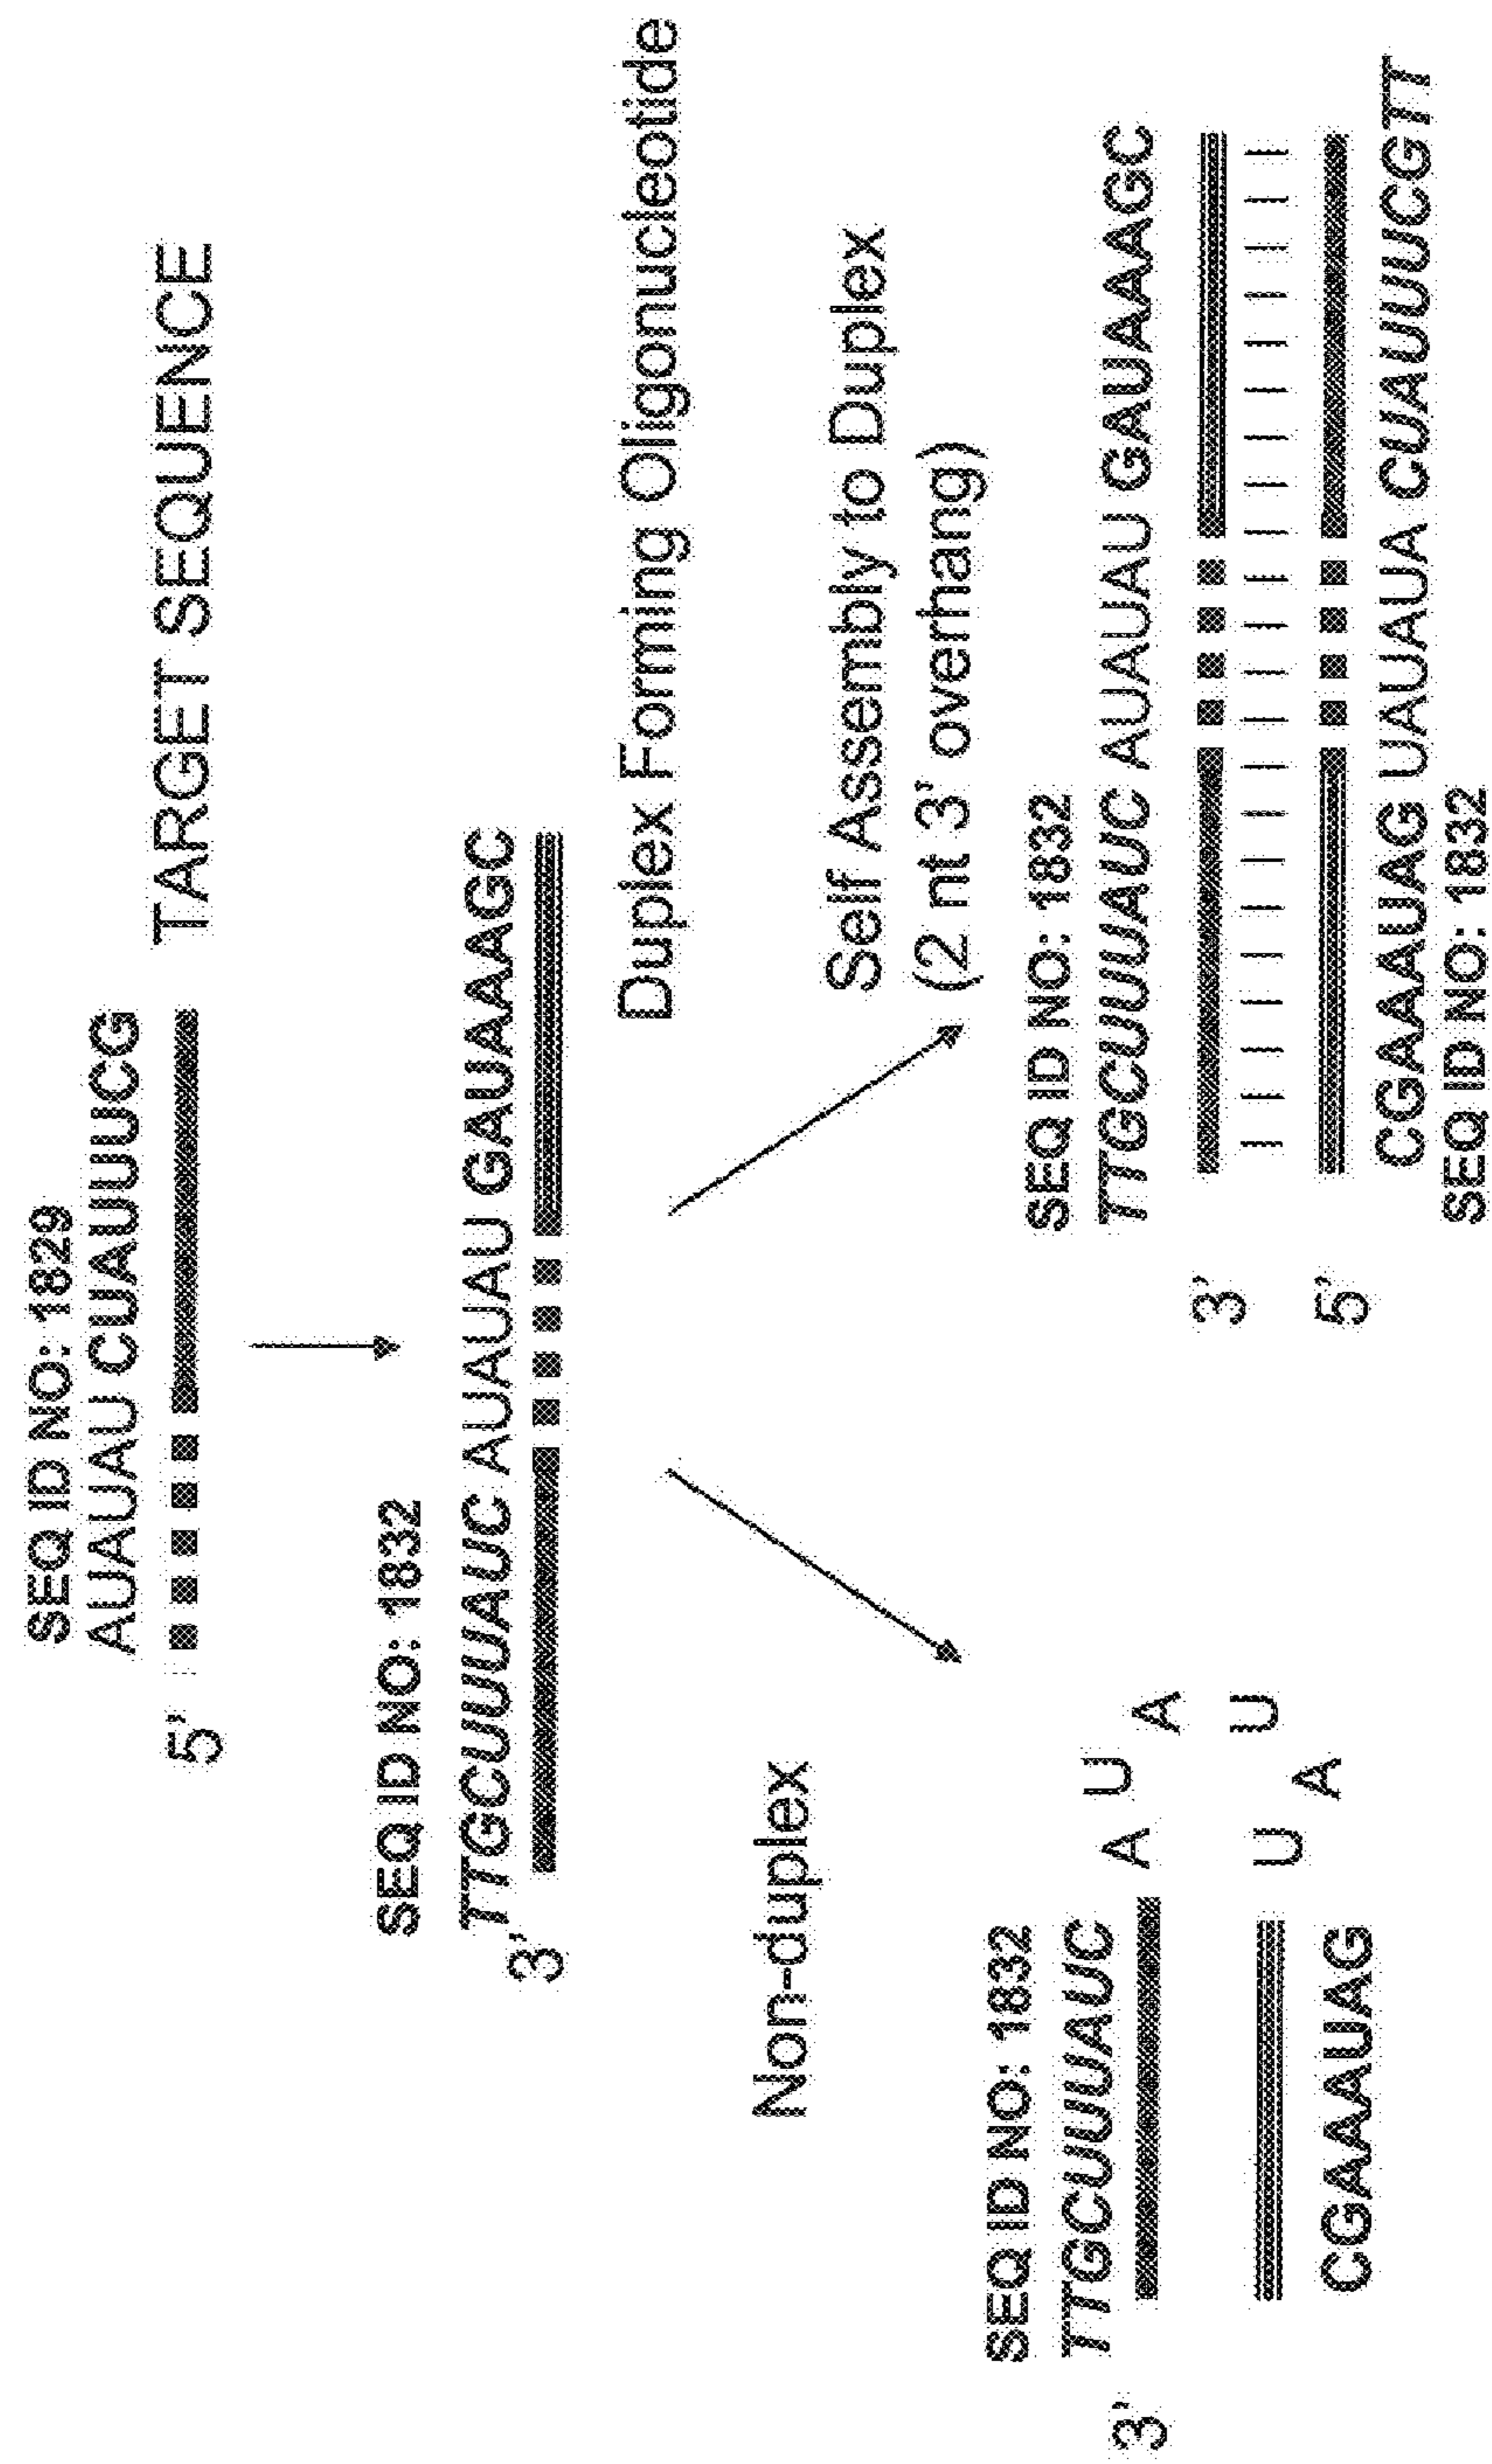 SEQ ID NO: 1829
AUAUAU CUAUUUCG
5' TARGET SEQUENCE
SEQ ID NO: 1832
TTGCUUUAUC AUAUAU GAUAAAGC
3'
Duplex Forming Oligonucleotide
Non-duplex
Self Assembly to Duplex
(2 nt 3' overhang)
SEQ ID NO: 1832
TTGCUUUAUC
3'
A U A U A U
CGAAAUAG
SEQ ID NO: 1832
TTGCUUUAUC AUAUAU GAUAAAGC
3'
5'
CGAAAUAG UAUAUA CUAUUUCGTT
SEQ ID NO: 1832